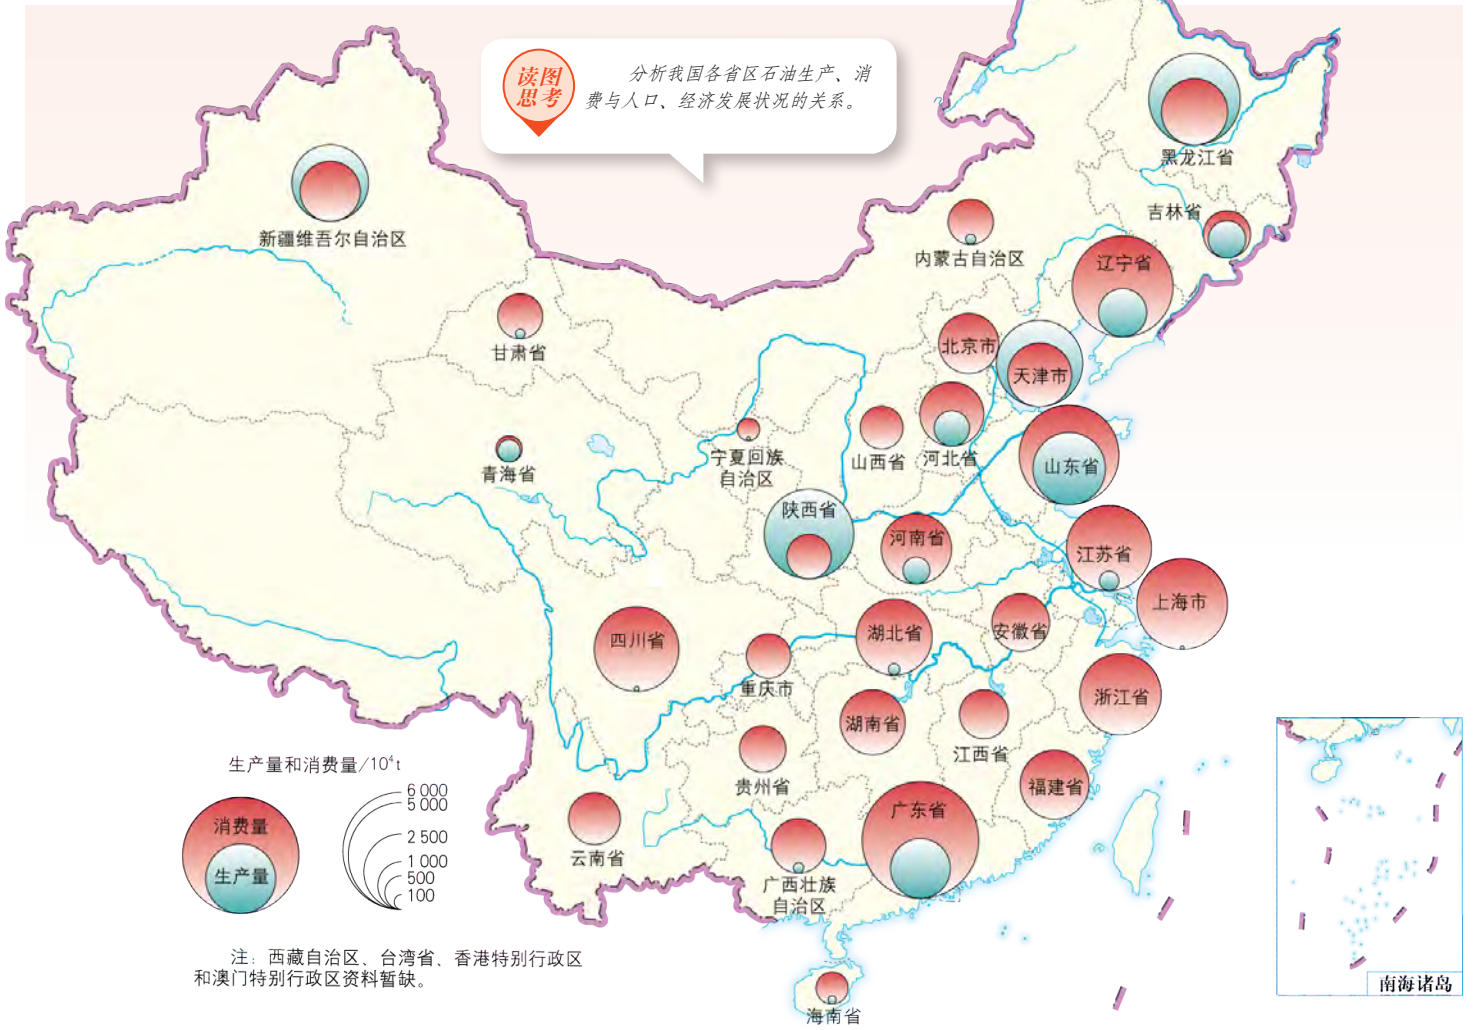 读图
思考
分析我国各省区石油生产、消
费与人口、经济发展状况的关系。
黑龙江省
吉林省
新疆维吾尔自治区
内蒙古自治区
辽宁省
甘肃省
北京市
天津市
青海省
宁夏回族
自治区
山西省
河北省
山东省
陕西省
河南省
江苏省
上海市
四川省
湖北省
安徽省
重庆市
浙江省
湖南省
江西省
贵州省
福建省
云南省
广东省
广西壮族
自治区
海南省
生产量和消费量/10⁴t
消费量
生产量
6 000
5 000
2 500
1 000
500
100
注：西藏自治区、台湾省、香港特别行政区
和澳门特别行政区资料暂缺。
南海诸岛